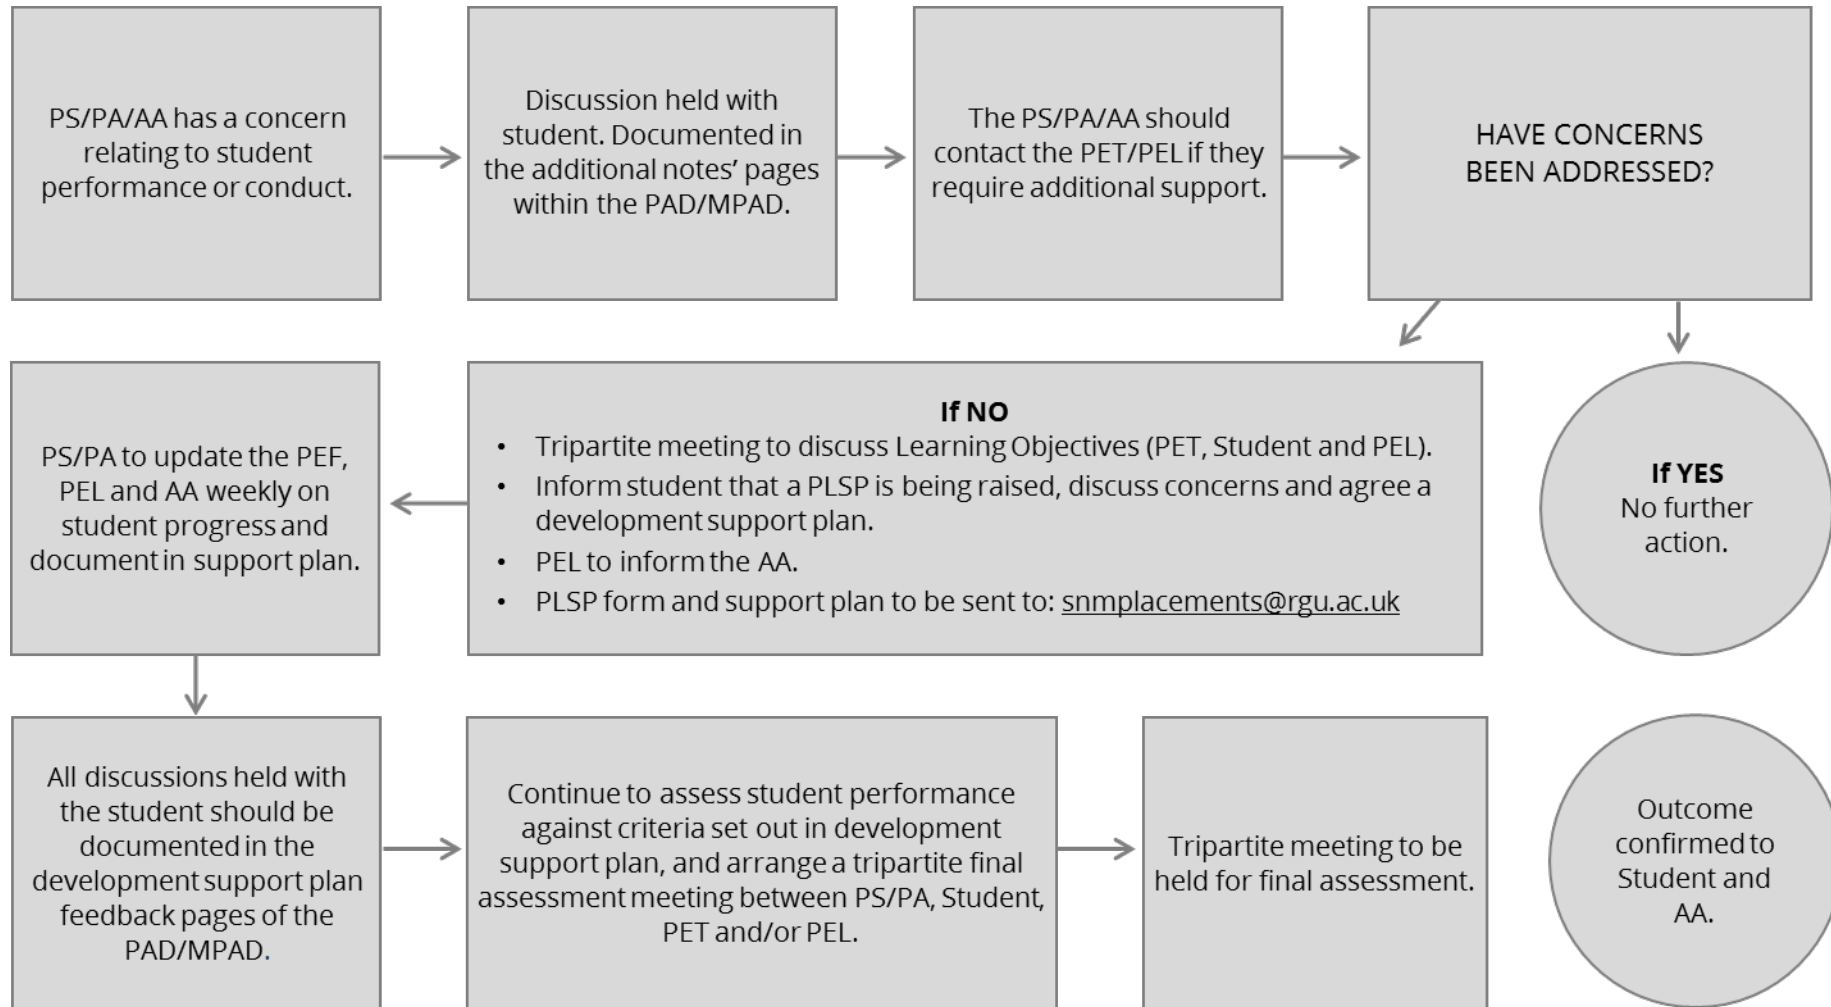 PS/PA/AA has a concern
relating to student
performance or conduct.
Discussion held with
student. Documented in
the additional notes’ pages
within the PAD/MPAD.
The PS/PA/AA should
contact the PET/PEL if they
require additional support.
HAVE CONCERNS
BEEN ADDRESSED?
If YES
No further
action.
If NO
• Tripartite meeting to discuss Learning Objectives (PET, Student and PEL).
• Inform student that a PLSP is being raised, discuss concerns and agree a
development support plan.
• PEL to inform the AA.
• PLSP form and support plan to be sent to: snmplacements@rgu.ac.uk
PS/PA to update the PEF,
PEL and AA weekly on
student progress and
document in support plan.
All discussions held with
the student should be
documented in the
development support plan
feedback pages of the
PAD/MPAD.
Continue to assess student performance
against criteria set out in development
support plan, and arrange a tripartite final
assessment meeting between PS/PA, Student,
PET and/or PEL.
Tripartite meeting to be
held for final assessment.
Outcome
confirmed to
Student and
AA.